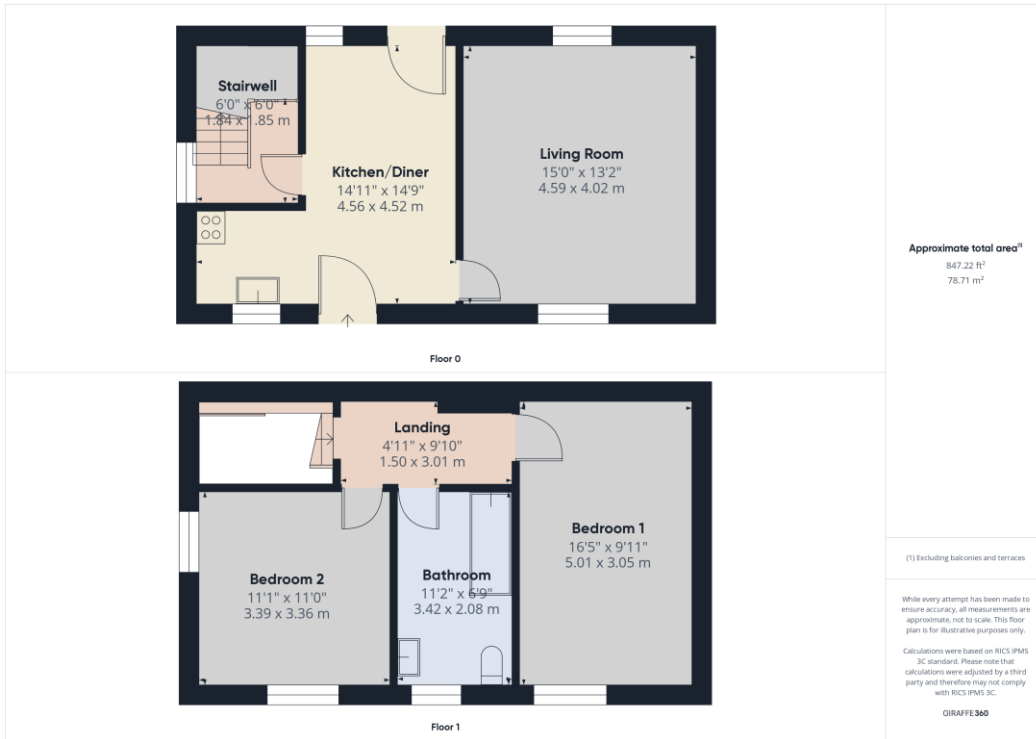 Stairwell
6'0" x 6'0"
1.84 x 1.85 m
Kitchen/Diner
14'11" x 14'9"
4.56 x 4.52 m
Living Room
15'0" x 13'2"
4.59 x 4.02 m
Floor 0
Landing
4'11" x 9'10"
1.50 x 3.01 m
Bedroom 1
16'5" x 9'11"
5.01 x 3.05 m
Bedroom 2
11'1" x 11'0"
3.39 x 3.36 m
Bathroom
11'2" x 6'9"
3.42 x 2.08 m
Floor 1
Approximate total area⁽¹⁾
847.22 ft²
78.71 m²
(1) Excluding balconies and terraces
While every attempt has been made to
ensure accuracy, all measurements are
approximate, not to scale. This floor
plan is for illustrative purposes only.
Calculations were based on RICS IPMS
3C standard. Please note that
calculations were adjusted by a third
party and therefore may not comply
with RICS IPMS 3C.
GIRAFFE360